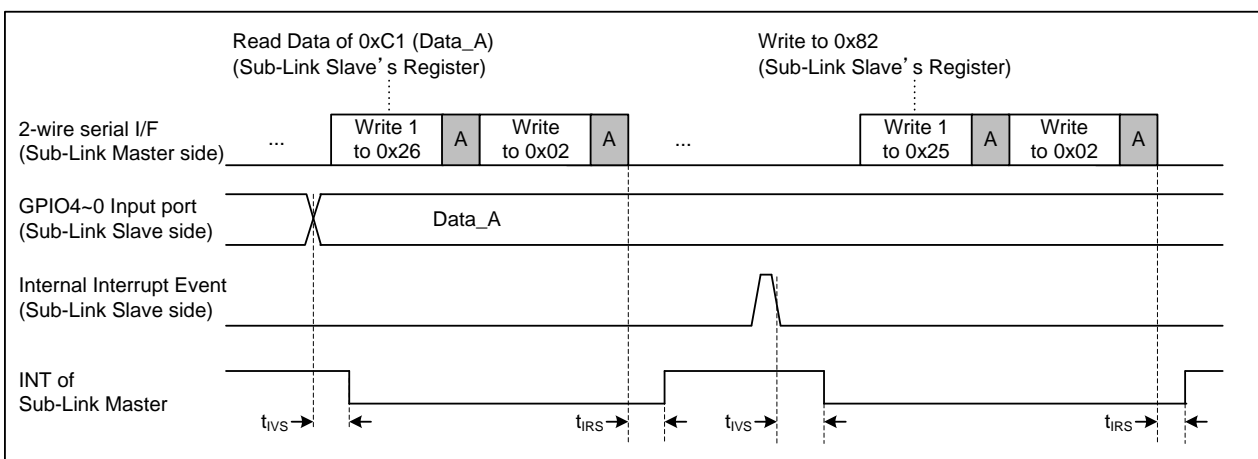 Read Data of 0xC1 (Data_A)
(Sub-Link Slave’s Register)
Write to 0x82
(Sub-Link Slave’s Register)
2-wire serial I/F
(Sub-Link Master side)
...
Write 1
to 0x26
A
Write
to 0x02
A
...
Write 1
to 0x25
A
Write
to 0x02
A
GPIO4~0 Input port
(Sub-Link Slave side)
Data_A
Internal Interrupt Event
(Sub-Link Slave side)
INT of
Sub-Link Master
tIVS
tIRS
tIVS
tIRS